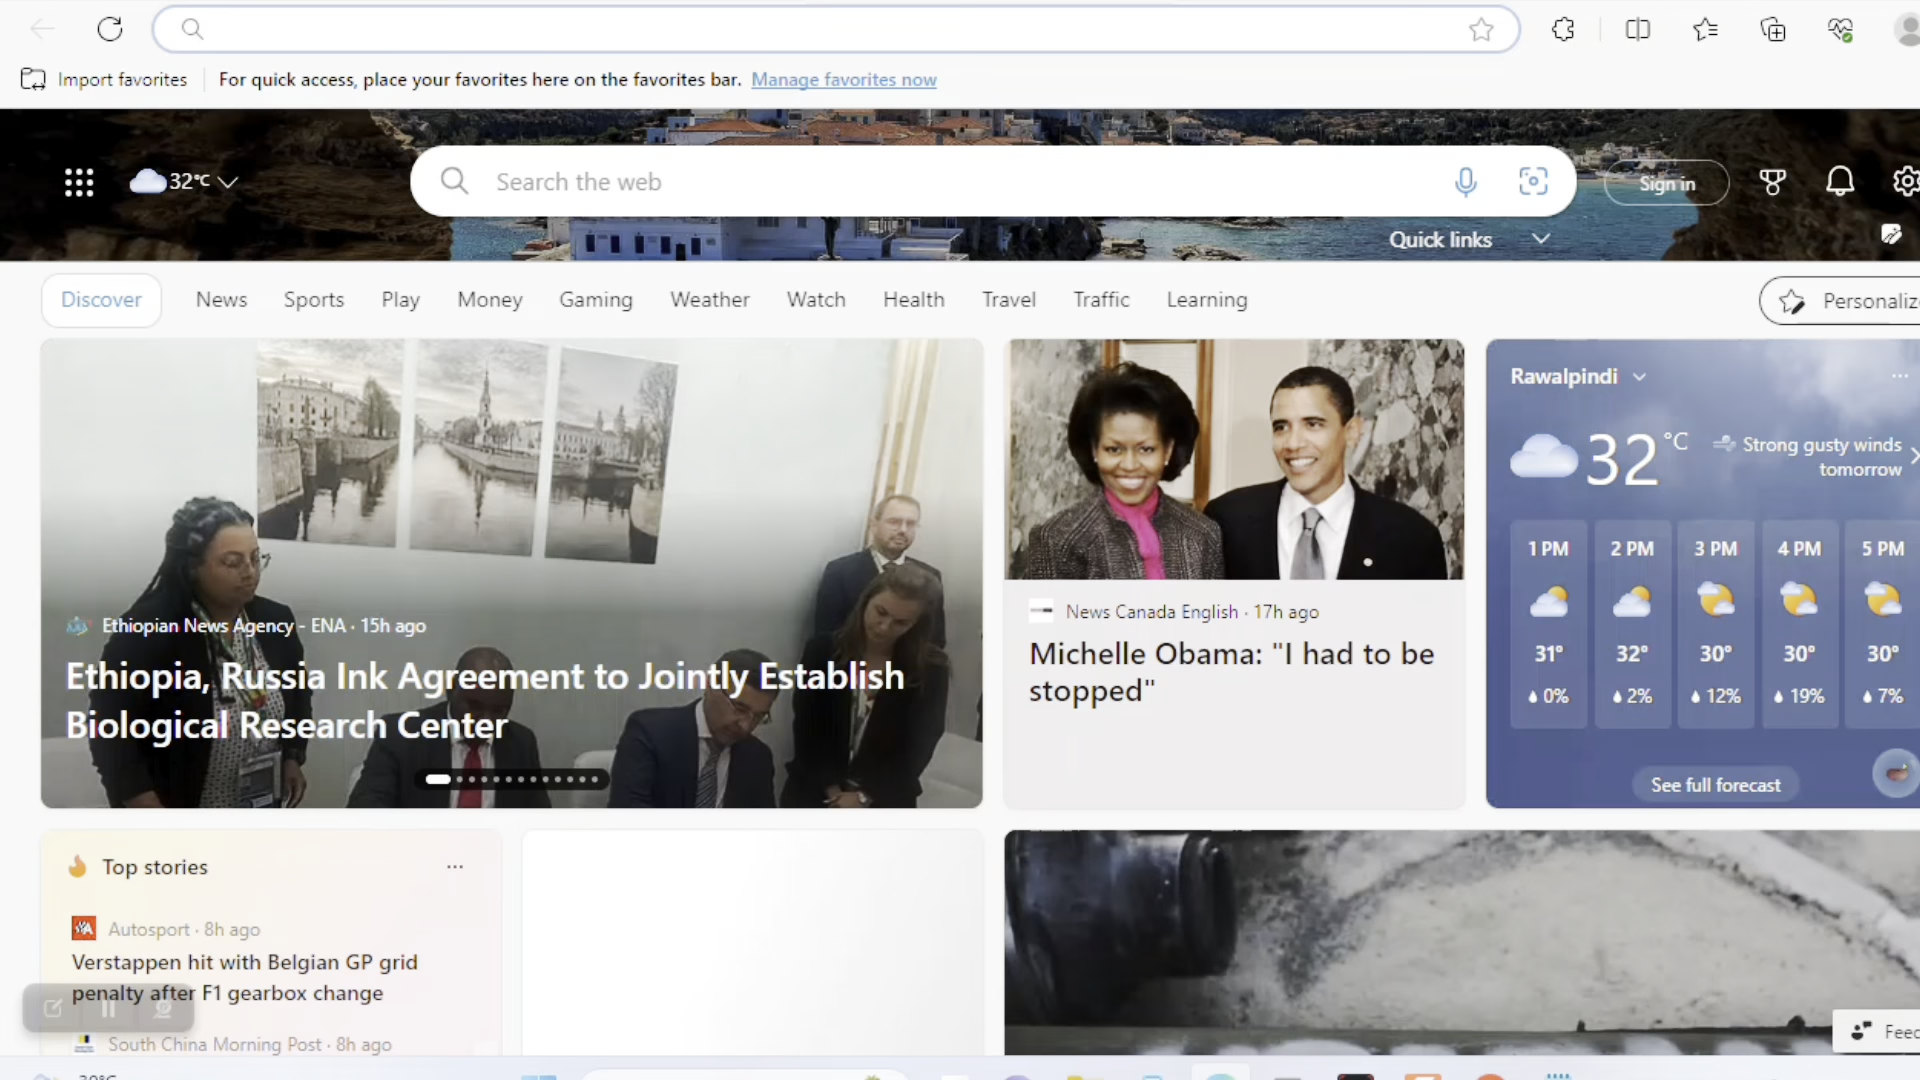 Import favorites
For quick access, place your favorites here on the favorites bar. Manage favorites now
32°C
Search the web
Sign in
Quick links
Discover
News
Sports
Play
Money
Gaming
Weather
Watch
Health
Travel
Traffic
Learning
Personaliz
Ethiopian News Agency - ENA · 15h ago
Ethiopia, Russia Ink Agreement to Jointly Establish
Biological Research Center
News Canada English · 17h ago
Michelle Obama: "I had to be
stopped"
Rawalpindi
32 °C
Strong gusty winds
tomorrow
1 PM 2 PM 3 PM 4 PM 5 PM
31° 32° 30° 30° 30°
0% 2% 12% 19% 7%
See full forecast
Top stories
Autosport · 8h ago
Verstappen hit with Belgian GP grid
penalty after F1 gearbox change
South China Morning Post · 8h ago
Feec